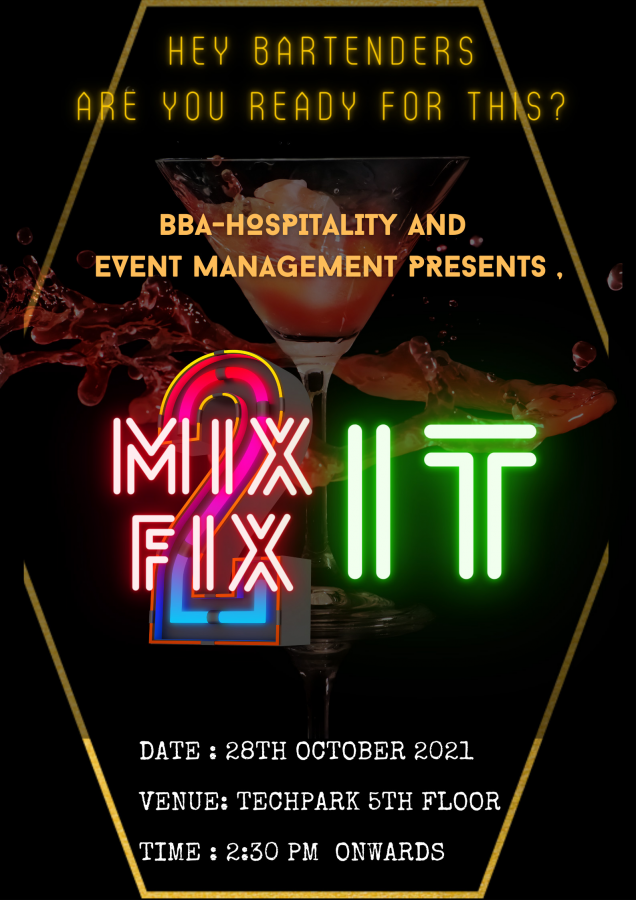 HEY BARTENDERS
ARE YOU READY FOR THIS?
BBA-HOSPITALITY AND
EVENT MANAGEMENT PRESENTS ,
2
MIX IT
FIX
DATE : 28TH OCTOBER 2021
VENUE: TECHPARK 5TH FLOOR
TIME : 2:30 PM ONWARDS